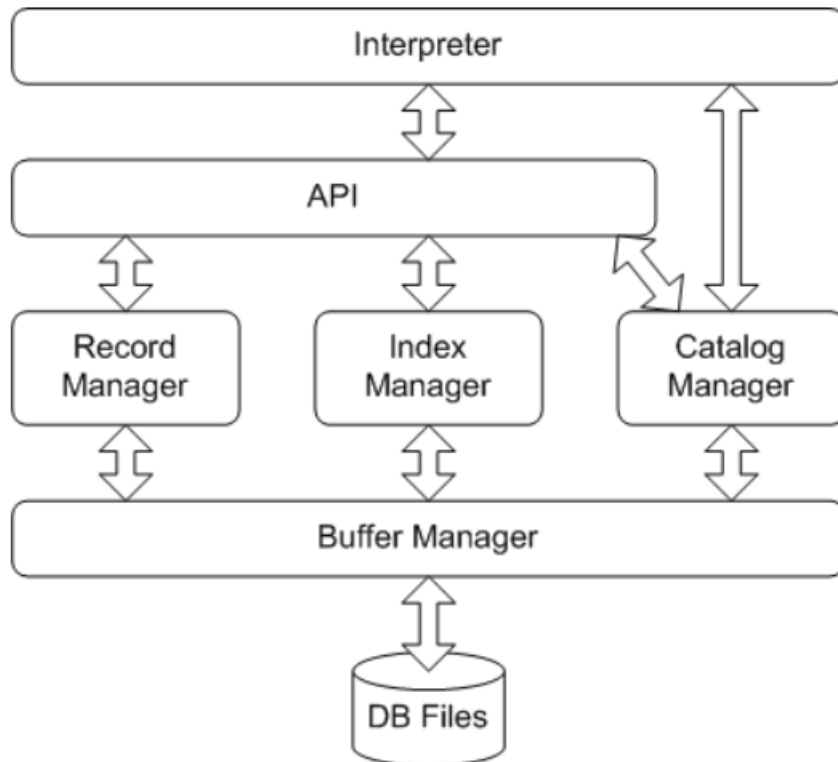 Interpreter
API
Record
Manager
Index
Manager
Catalog
Manager
Buffer Manager
DB Files